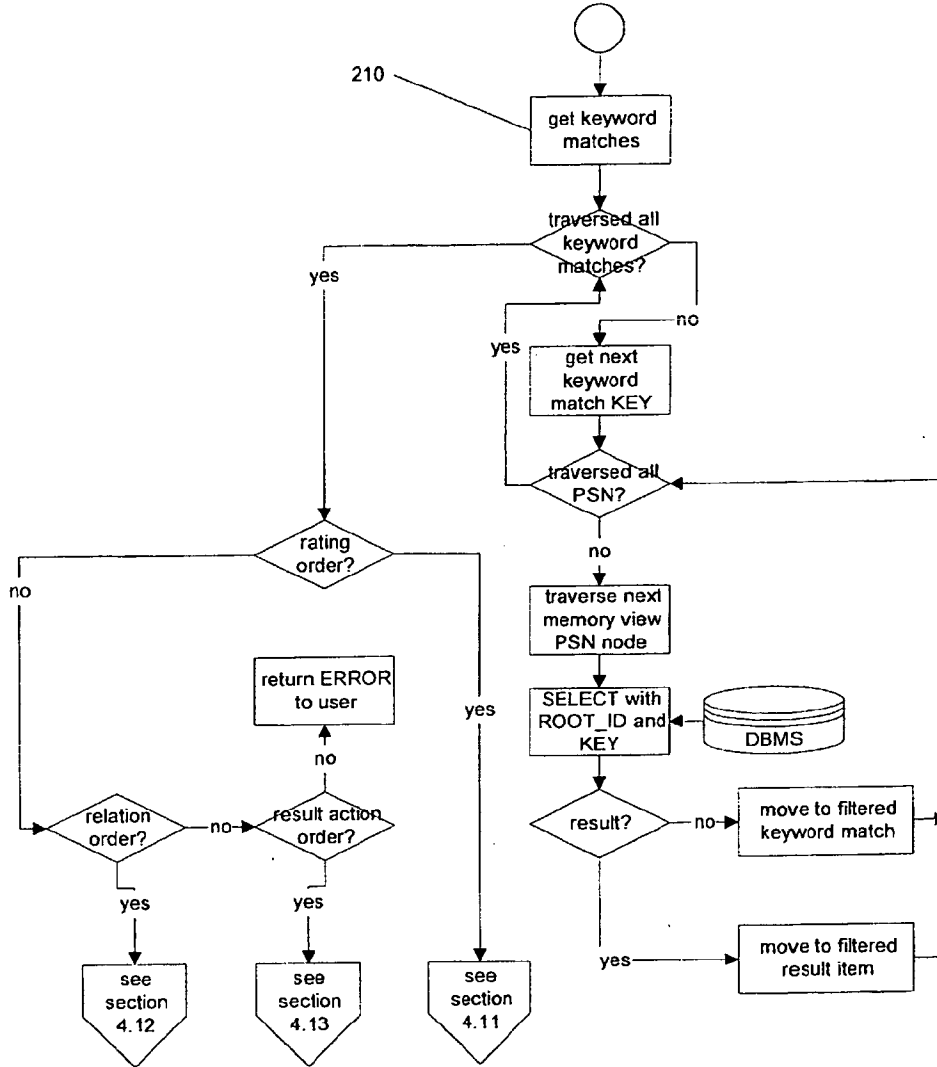 210
get keyword
matches
traversed all
keyword
matches?
yes
no
yes
get next
keyword
match KEY
traversed all
PSN?
rating
order?
no
no
traverse next
memory view
PSN node
return ERROR
to user
yes
SELECT with
ROOT_ID and
KEY
DBMS
no
relation
order?
no
result action
order?
result?
no
move to filtered
keyword match
yes
yes
yes
move to filtered
result item
see
section
4.12
see
section
4.13
see
section
4.11